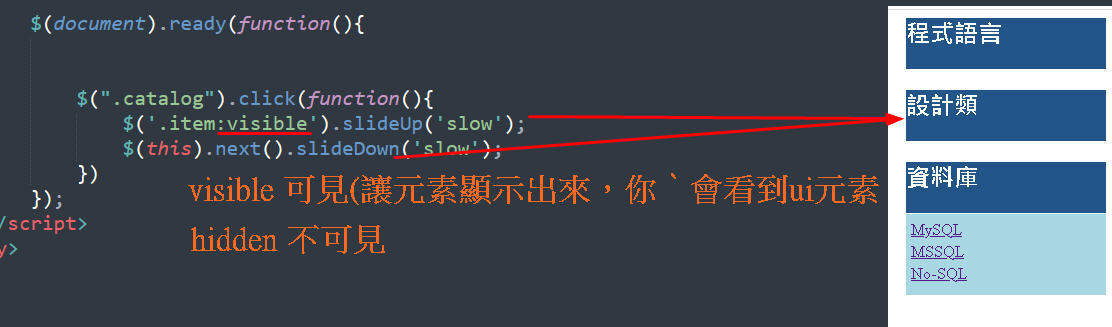 $(document).ready(function(){
$(".catalog").click(function(){
$('.item:visible').slideUp('slow');
$(this).next().slideDown('slow');
})
});
/script>
y>
visible 可見(讓元素顯示出來，你｀會看到ui元素
hidden 不可見
程式語言
設計類
資料庫
MySQL
MSSQL
No-SQL